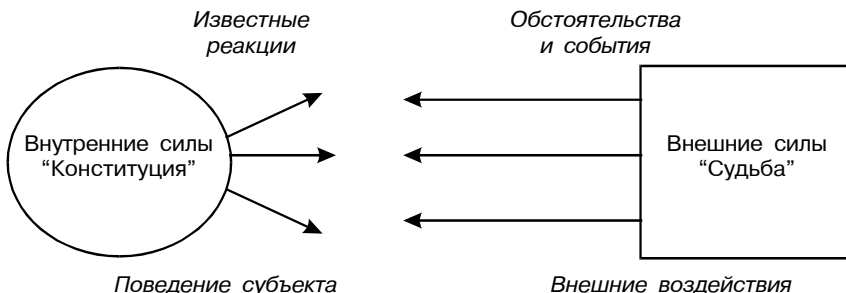 Известные
реакции
Обстоятельства
и события
Внутренние силы
“Конституция”
Внешние силы
“Судьба”
Поведение субъекта
Внешние воздействия